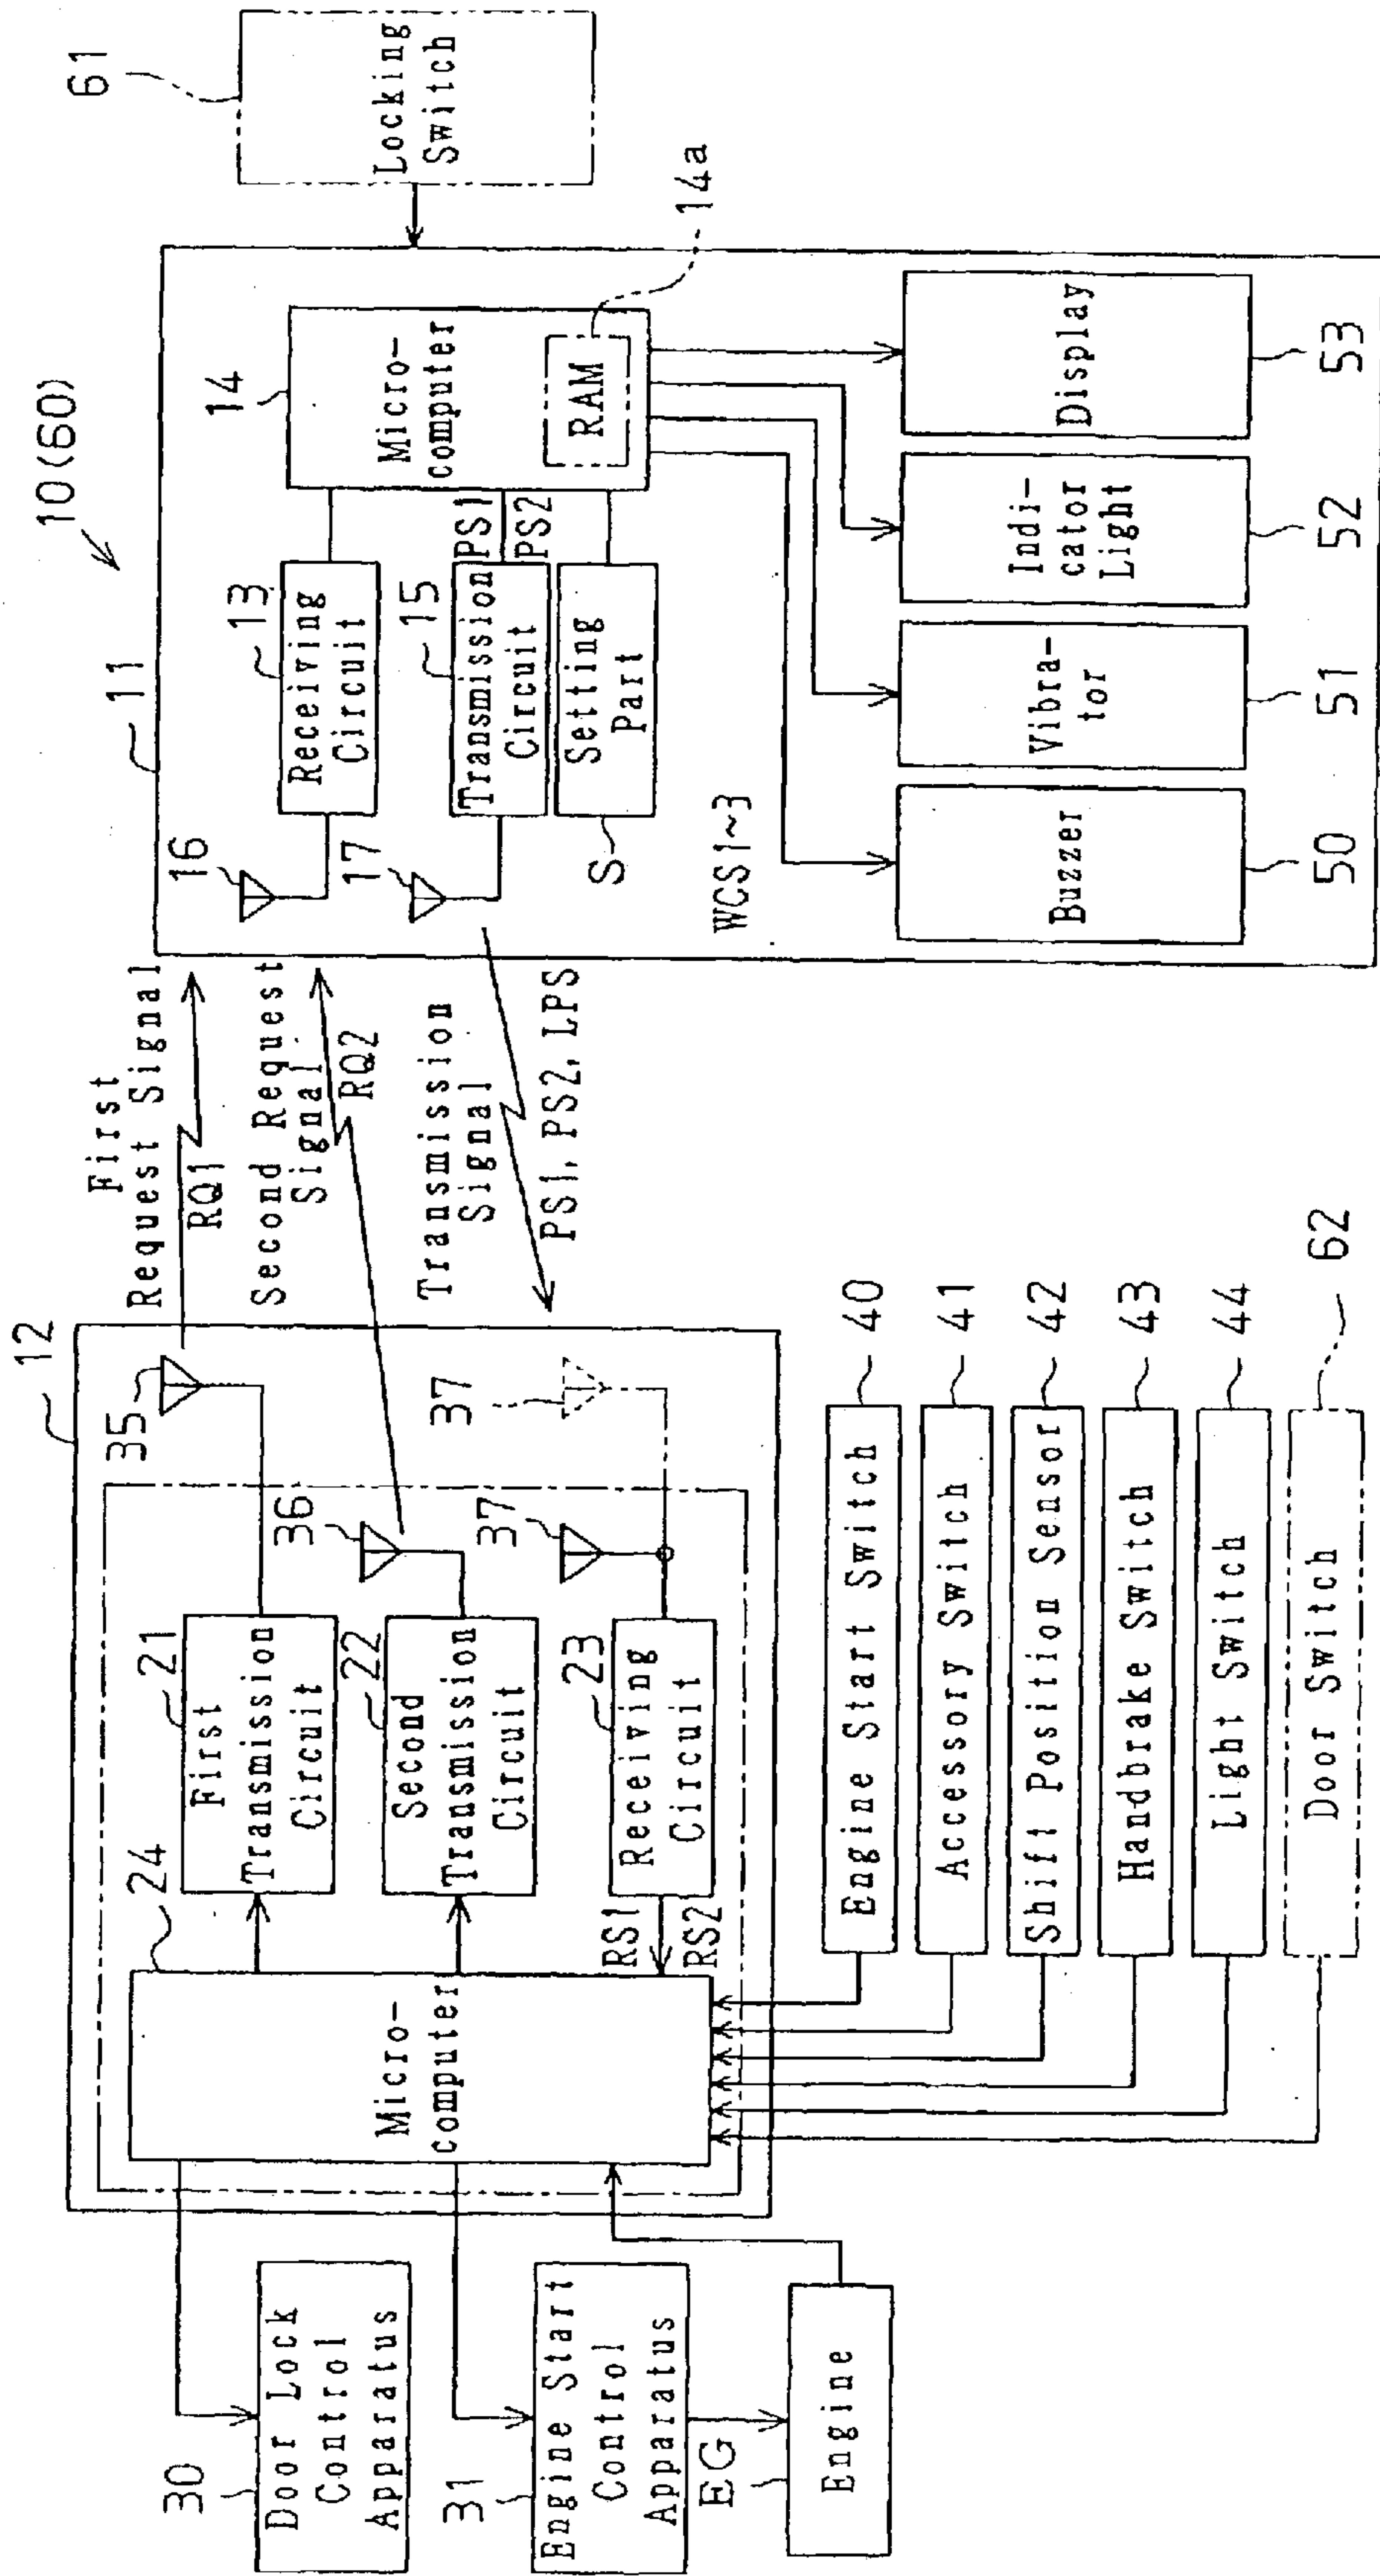 10(60)
11
12
First
Request Signal
RQ1
Second Request
Signal
RQ2
Transmission
Signal
PS1, PS2, LPS
61
Locking
Switch
14
Micro-
computer
RAM
14a
13
Receiving
Circuit
16
15
Transmission
Circuit
PS1
PS2
17
Setting
Part
S
WCS1~3
Buzzer
50
Vibra-
tor
51
Indi-
cator
Light
52
Display
53
35
36
37
37
21
First
Transmission
Circuit
22
Second
Transmission
Circuit
23
Receiving
Circuit
RS1
RS2
24
Micro-
computer
30
Door Lock
Control
Apparatus
31
Engine Start
Control
Apparatus
EG
Engine
Engine Start Switch
40
Accessory Switch
41
Shift Position Sensor
42
Handbrake Switch
43
Light Switch
44
Door Switch
62